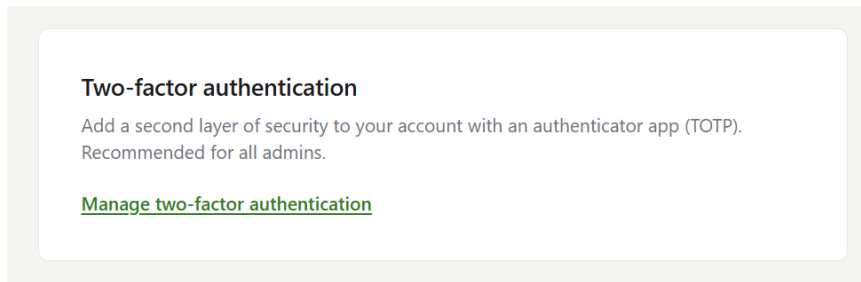 Two-factor authentication
Add a second layer of security to your account with an authenticator app (TOTP).
Recommended for all admins.
Manage two-factor authentication